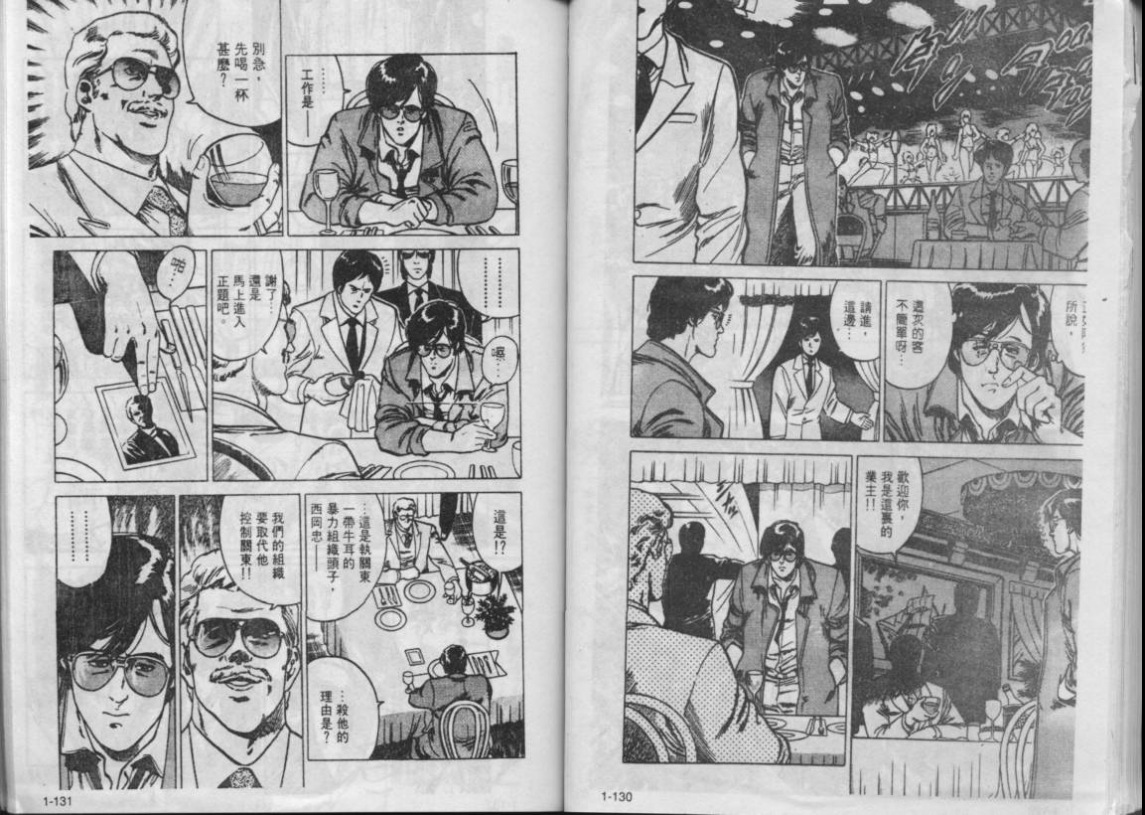 所說，
這灰的客
不簡單呀…
請進，
這邊…
歡迎你，
我是這裏的
業主!!
1-130
……
工作是——
別急，
先喝一杯
甚麼？
…………
嗯…
謝了…
還是
馬上進入
正題吧。
啪…
這是!?
…這是執關東
一帶牛耳的
暴力組織頭子，
西岡忠——
…殺他的
理由是？
我們的組織
要取代他
控制關東!!
…………
1-131